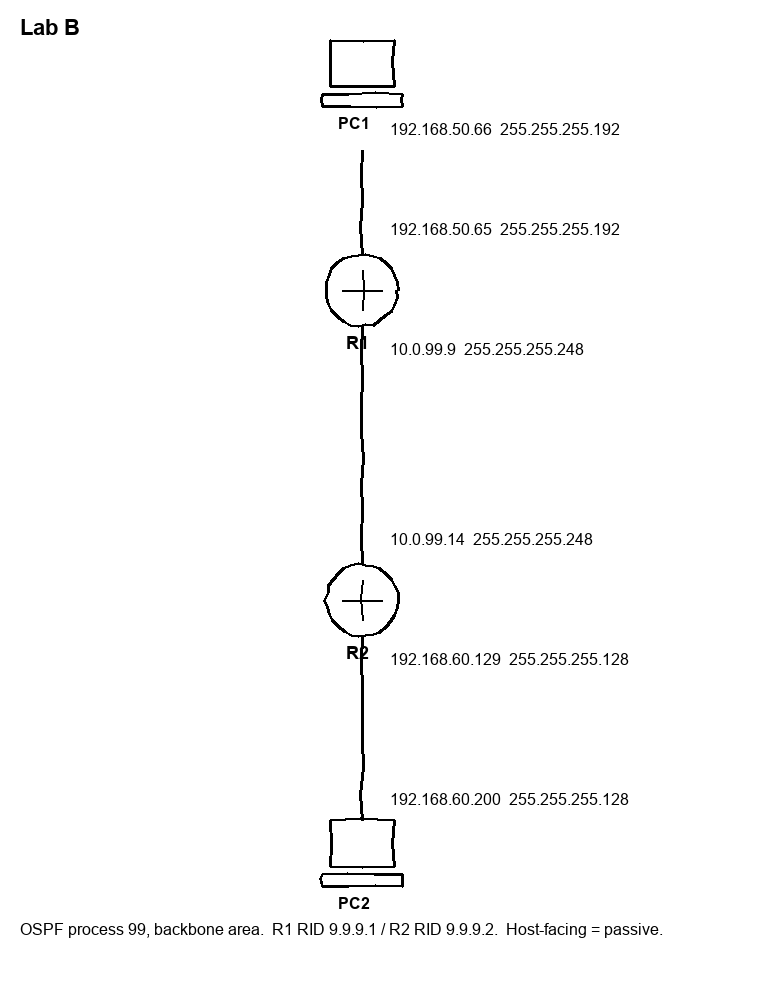 Lab B
PC1
192.168.50.66  255.255.255.192
192.168.50.65  255.255.255.192
R1
10.0.99.9  255.255.255.248
10.0.99.14  255.255.255.248
R2
192.168.60.129  255.255.255.128
192.168.60.200  255.255.255.128
PC2
OSPF process 99, backbone area.  R1 RID 9.9.9.1 / R2 RID 9.9.9.2.  Host-facing = passive.